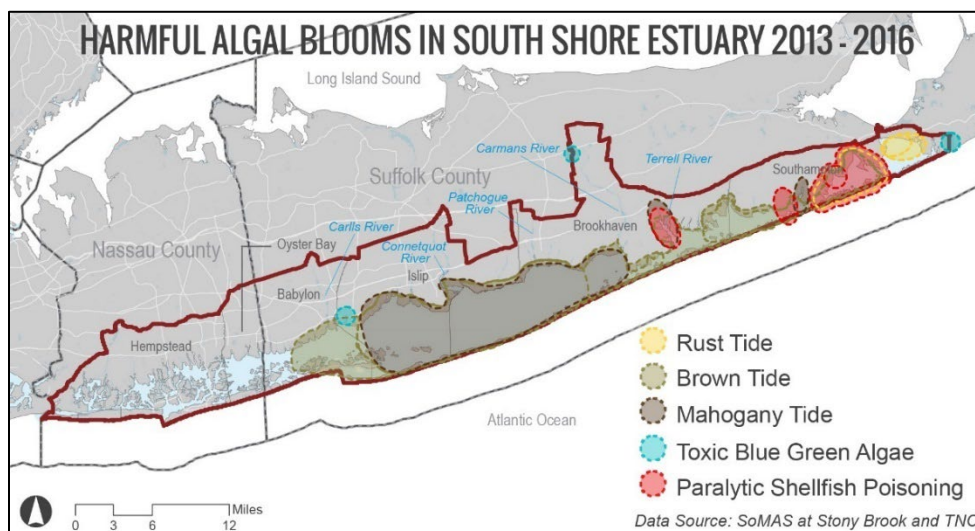 HARMFUL ALGAL BLOOMS IN SOUTH SHORE ESTUARY 2013 - 2016
Long Island Sound
Carmans River
Terrell River
Suffolk County
Patchogue
River
Southampton
Nassau County
Carlls River
Brookhaven
Oyster Bay
Connetquot
River
Islip
Babylon
Hempstead
Atlantic Ocean
Rust Tide
Brown Tide
Mahogany Tide
Toxic Blue Green Algae
Paralytic Shellfish Poisoning
Miles
0 3 6 12
Data Source: SoMAS at Stony Brook and TNC